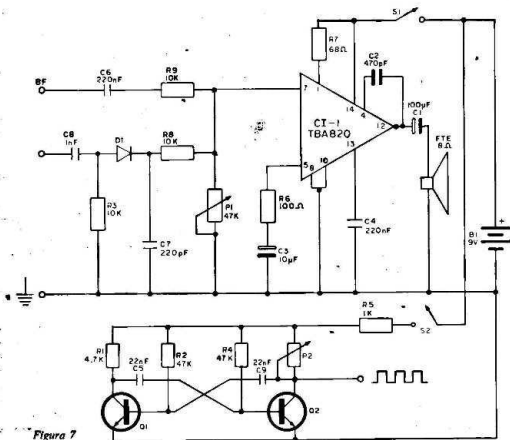 S1
R7
68Ω
C2
470pF
100µF
C1
BF
C6
220nF
R9
10K
7
1
14
4
CI-1
TBA820
12
FTE
8Ω
C8
1nF
D1
R8
10K
5
8
10
13
R3
10K
P1
47K
R6
100Ω
C7
220pF
C3
10µF
C4
220nF
B1
9V
+
R5
1K
S2
R1
4,7K
R2
47K
R4
47K
22nF
C5
22nF
C9
P2
Q1
Q2
Figura 7